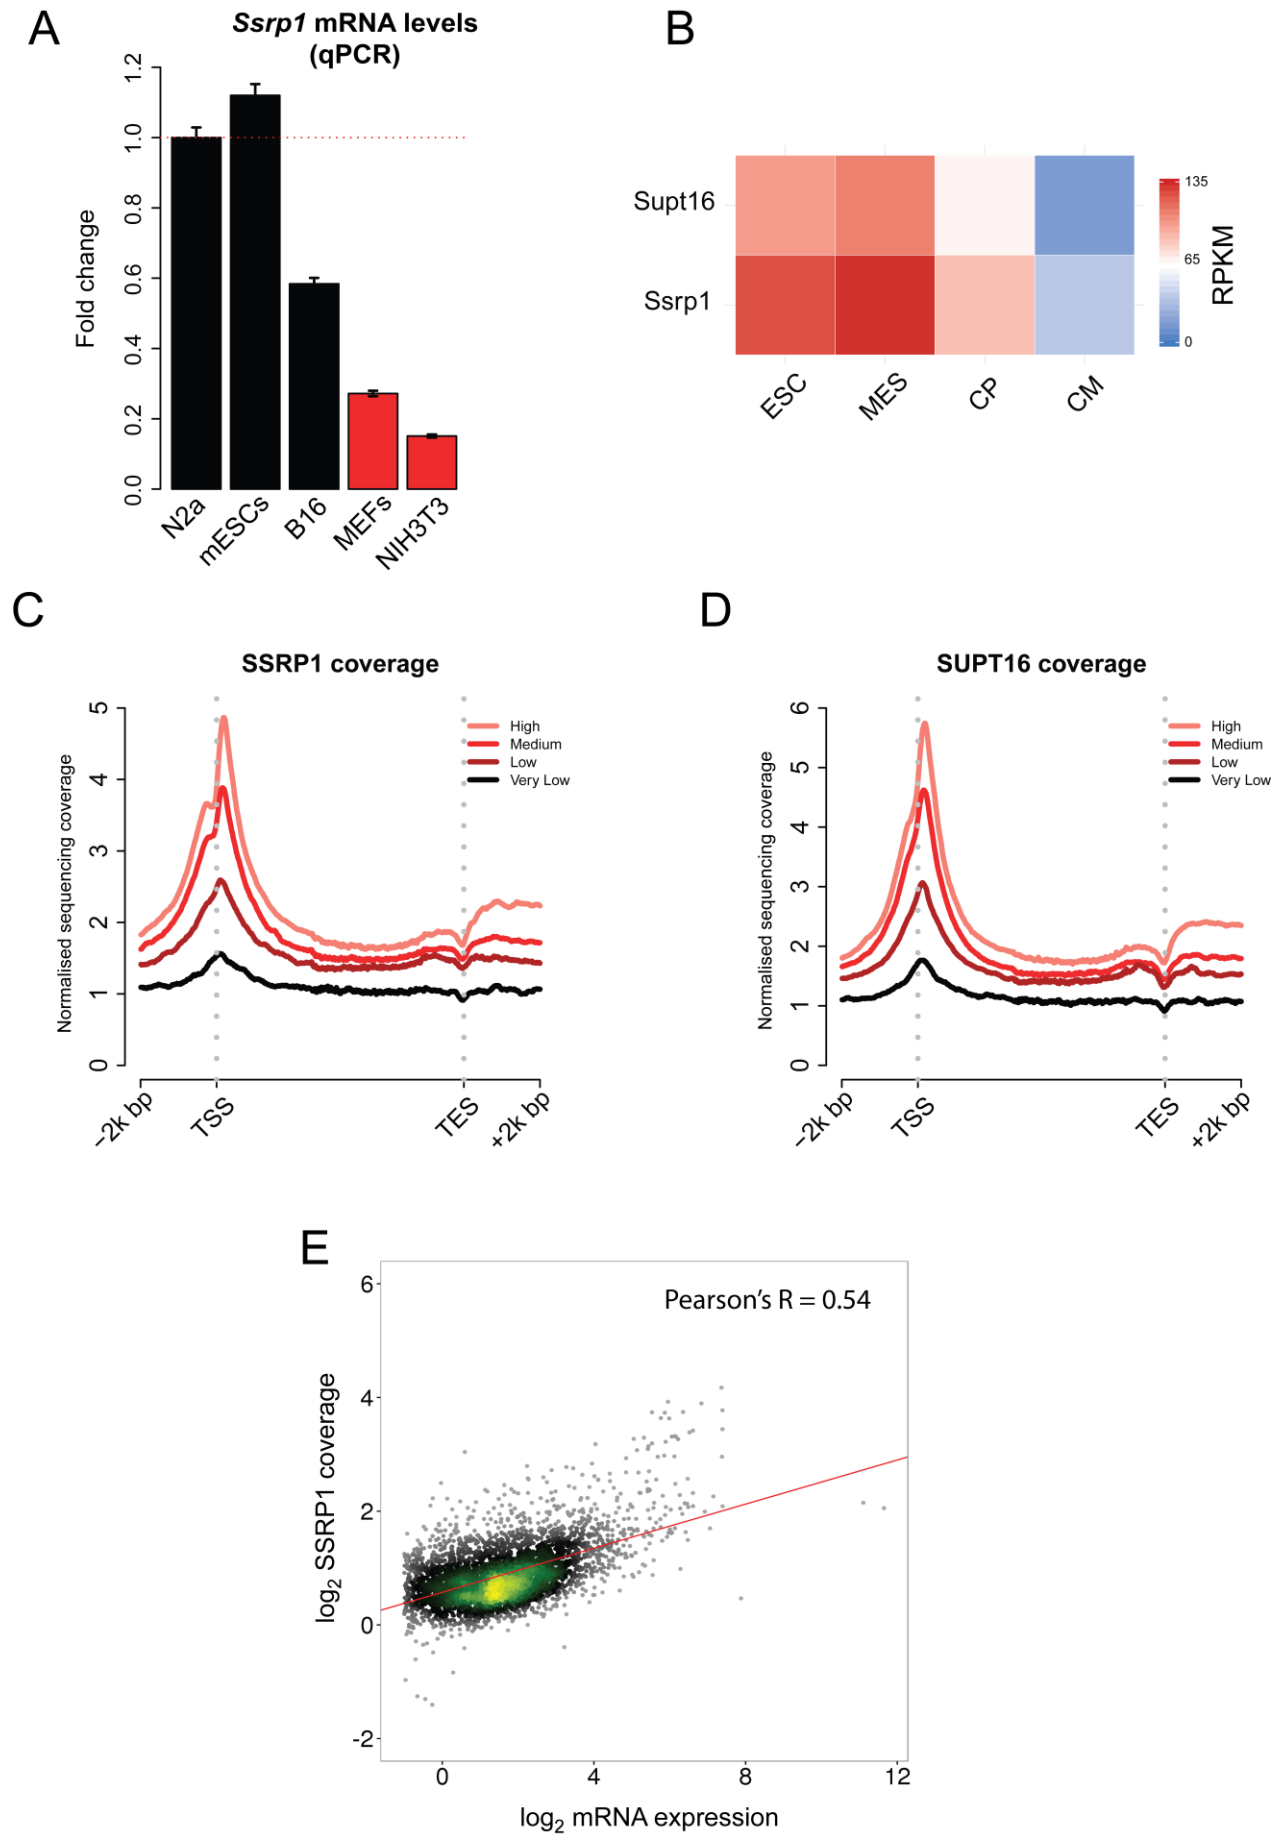 A
Ssrp1 mRNA levels
(qPCR)
Fold change
0.0
0.2
0.4
0.6
0.8
1.0
1.2
N2a
mESCs
B16
MEFs
NIH3T3
B
Supt16
Ssrp1
ESC
MES
CP
CM
135
65
0
RPKM
C
SSRP1 coverage
Normalised sequencing coverage
5
4
3
2
1
0
High
Medium
Low
Very Low
−2k bp
TSS
TES
+2k bp
D
SUPT16 coverage
Normalised sequencing coverage
6
5
4
3
2
1
0
High
Medium
Low
Very Low
−2k bp
TSS
TES
+2k bp
E
Pearson's R = 0.54
log2 SSRP1 coverage
6
4
2
0
-2
0
4
8
12
log2 mRNA expression